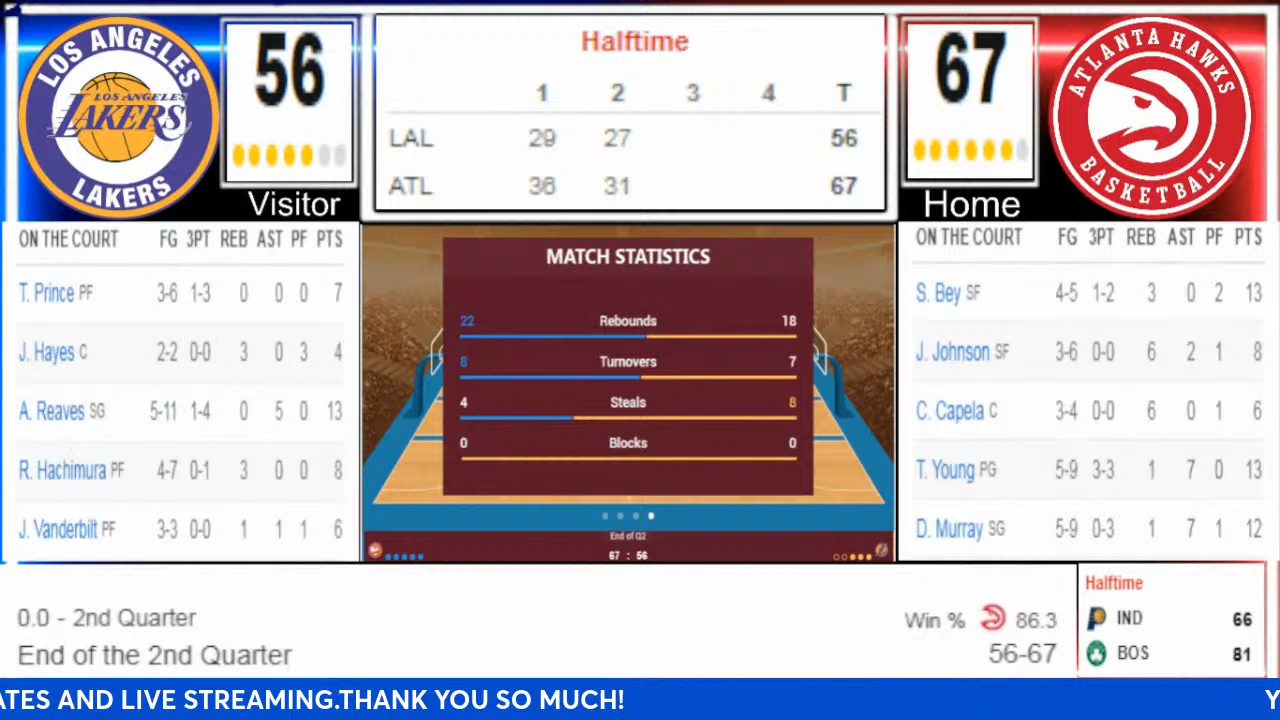 LOS ANGELES
LOS ANGELES
LAKERS
LAKERS
56
Visitor
Halftime
1 2 3 4 T
LAL 29 27 56
ATL 36 31 67
67
Home
ATLANTA HAWKS
BASKETBALL
ON THE COURT FG 3PT REB AST PF PTS
T. Prince PF 3-6 1-3 0 0 0 7
J. Hayes C 2-2 0-0 3 0 3 4
A. Reaves SG 5-11 1-4 0 5 0 13
R. Hachimura PF 4-7 0-1 3 0 0 8
J. Vanderbilt PF 3-3 0-0 1 1 1 6
MATCH STATISTICS
22 Rebounds 18
8 Turnovers 7
4 Steals 8
0 Blocks 0
End of Q2
67 : 56
ON THE COURT FG 3PT REB AST PF PTS
S. Bey SF 4-5 1-2 3 0 2 13
J. Johnson SF 3-6 0-0 6 2 1 8
C. Capela C 3-4 0-0 6 0 1 6
T. Young PG 5-9 3-3 1 7 0 13
D. Murray SG 5-9 0-3 1 7 1 12
0.0 - 2nd Quarter
End of the 2nd Quarter
Win % 86.3
56-67
Halftime
IND 66
BOS 81
ATES AND LIVE STREAMING.THANK YOU SO MUCH! Y